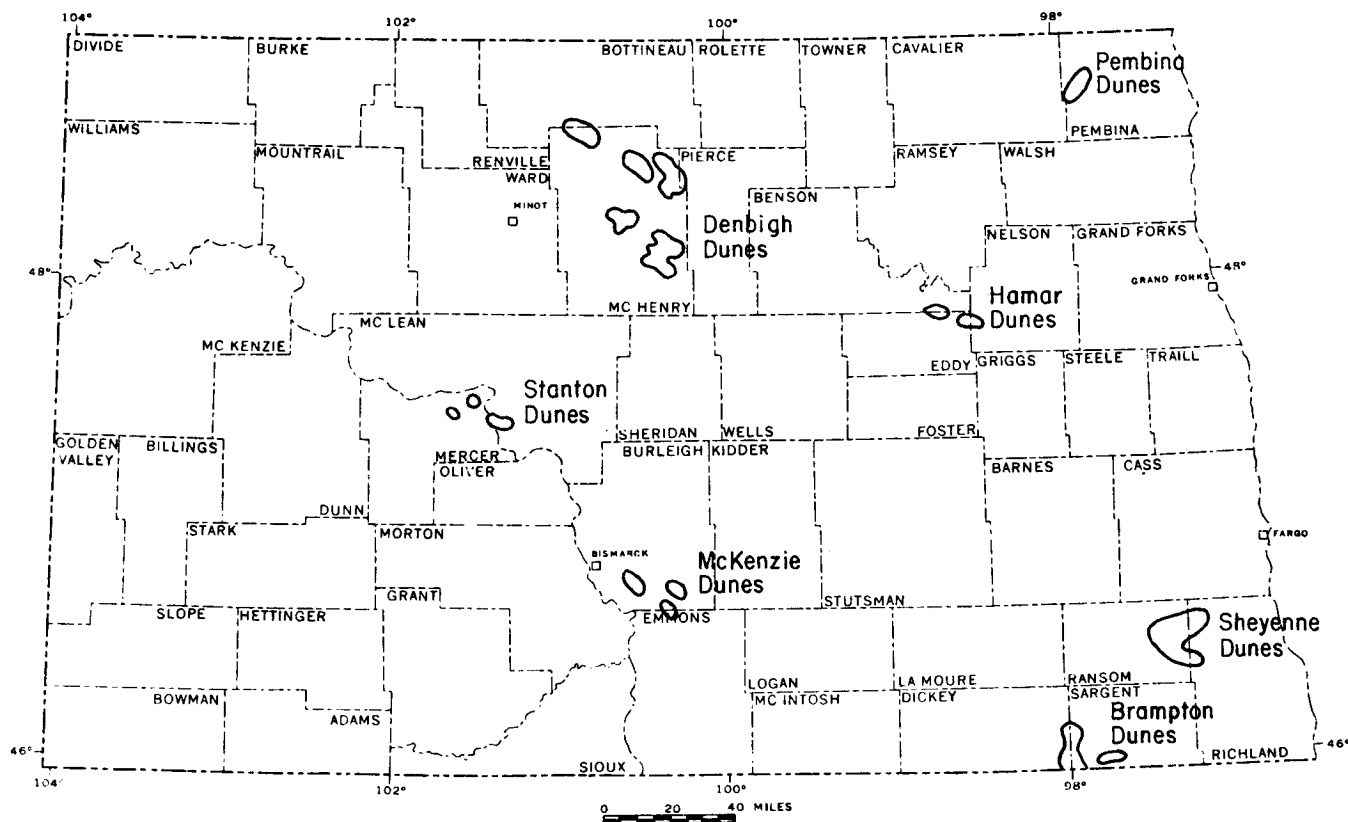 104°
102°
100°
98°
DIVIDE
BURKE
BOTTINEAU
ROLETTE
TOWNER
CAVALIER
Pembina
Dunes
WILLIAMS
PEMBINA
MOUNTRAIL
RENVILLE
WARD
PIERCE
RAMSEY
WALSH
MINOT
BENSON
Denbigh
Dunes
NELSON
GRAND FORKS
48°
48°
GRAND FORKS
Hamar
Dunes
MC HENRY
MC LEAN
MC KENZIE
EDDY
GRIGGS
STEELE
TRAILL
Stanton
Dunes
GOLDEN
VALLEY
BILLINGS
SHERIDAN
WELLS
FOSTER
MERCER
OLIVER
BURLEIGH
KIDDER
BARNES
CASS
DUNN
STARK
MORTON
FARGO
BISMARCK
McKenzie
Dunes
GRANT
STUTSMAN
SLOPE
HETTINGER
EMMONS
Sheyenne
Dunes
LOGAN
LA MOURE
RANSOM
BOWMAN
MC INTOSH
DICKEY
SARGENT
ADAMS
Brampton
Dunes
46°
46°
SIOUX
RICHLAND
104°
102°
100°
98°
0 20 40 MILES